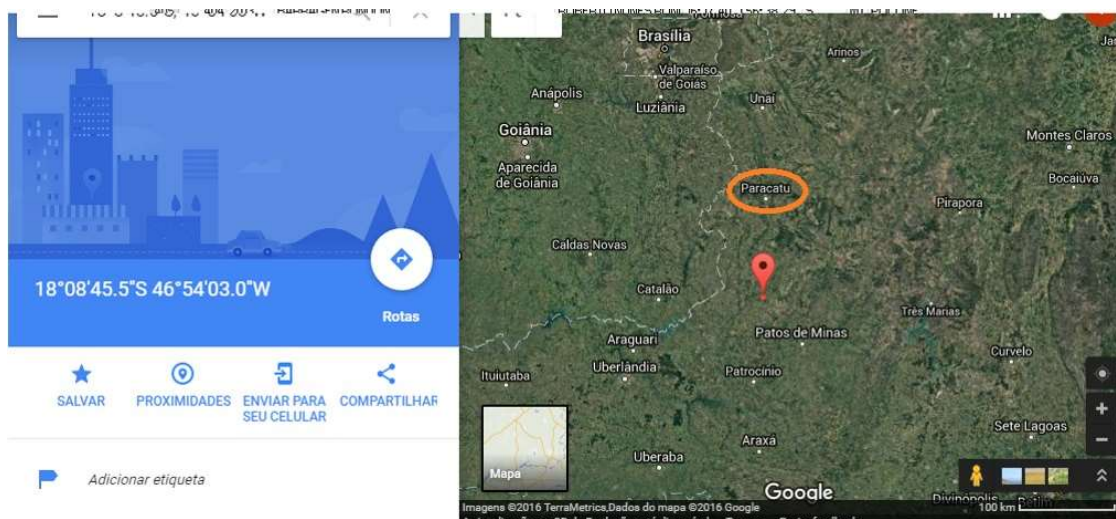 Formosa
Brasília
Arinos
Valparaíso
de Goiás
Anápolis
Luziânia
Unaí
Goiânia
Montes Claros
Aparecida
de Goiânia
Paracatu
Bocaiúva
Pirapora
Caldas Novas
18°08'45.5"S 46°54'03.0"W
Catalão
Rotas
Três Marias
Araguari
Patos de Minas
Curvelo
Uberlândia
Ituiutaba
Patrocínio
SALVAR
PROXIMIDADES
ENVIAR PARA
SEU CELULAR
COMPARTILHAR
Sete Lagoas
Araxá
Uberaba
Mapa
Adicionar etiqueta
Google
Divinópolis
Betim
Imagens ©2016 TerraMetrics,Dados do mapa ©2016 Google
100 km